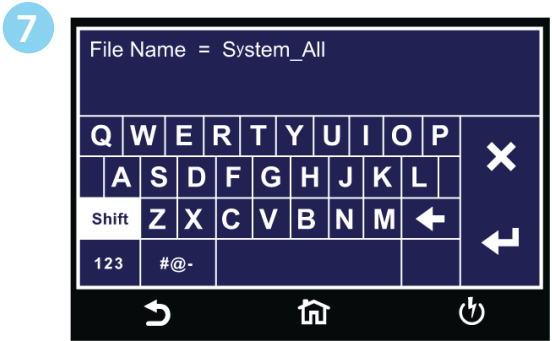 7
File Name = System_All
Q W E R T Y U I O P
A S D F G H J K L
Shift Z X C V B N M
123 #@-